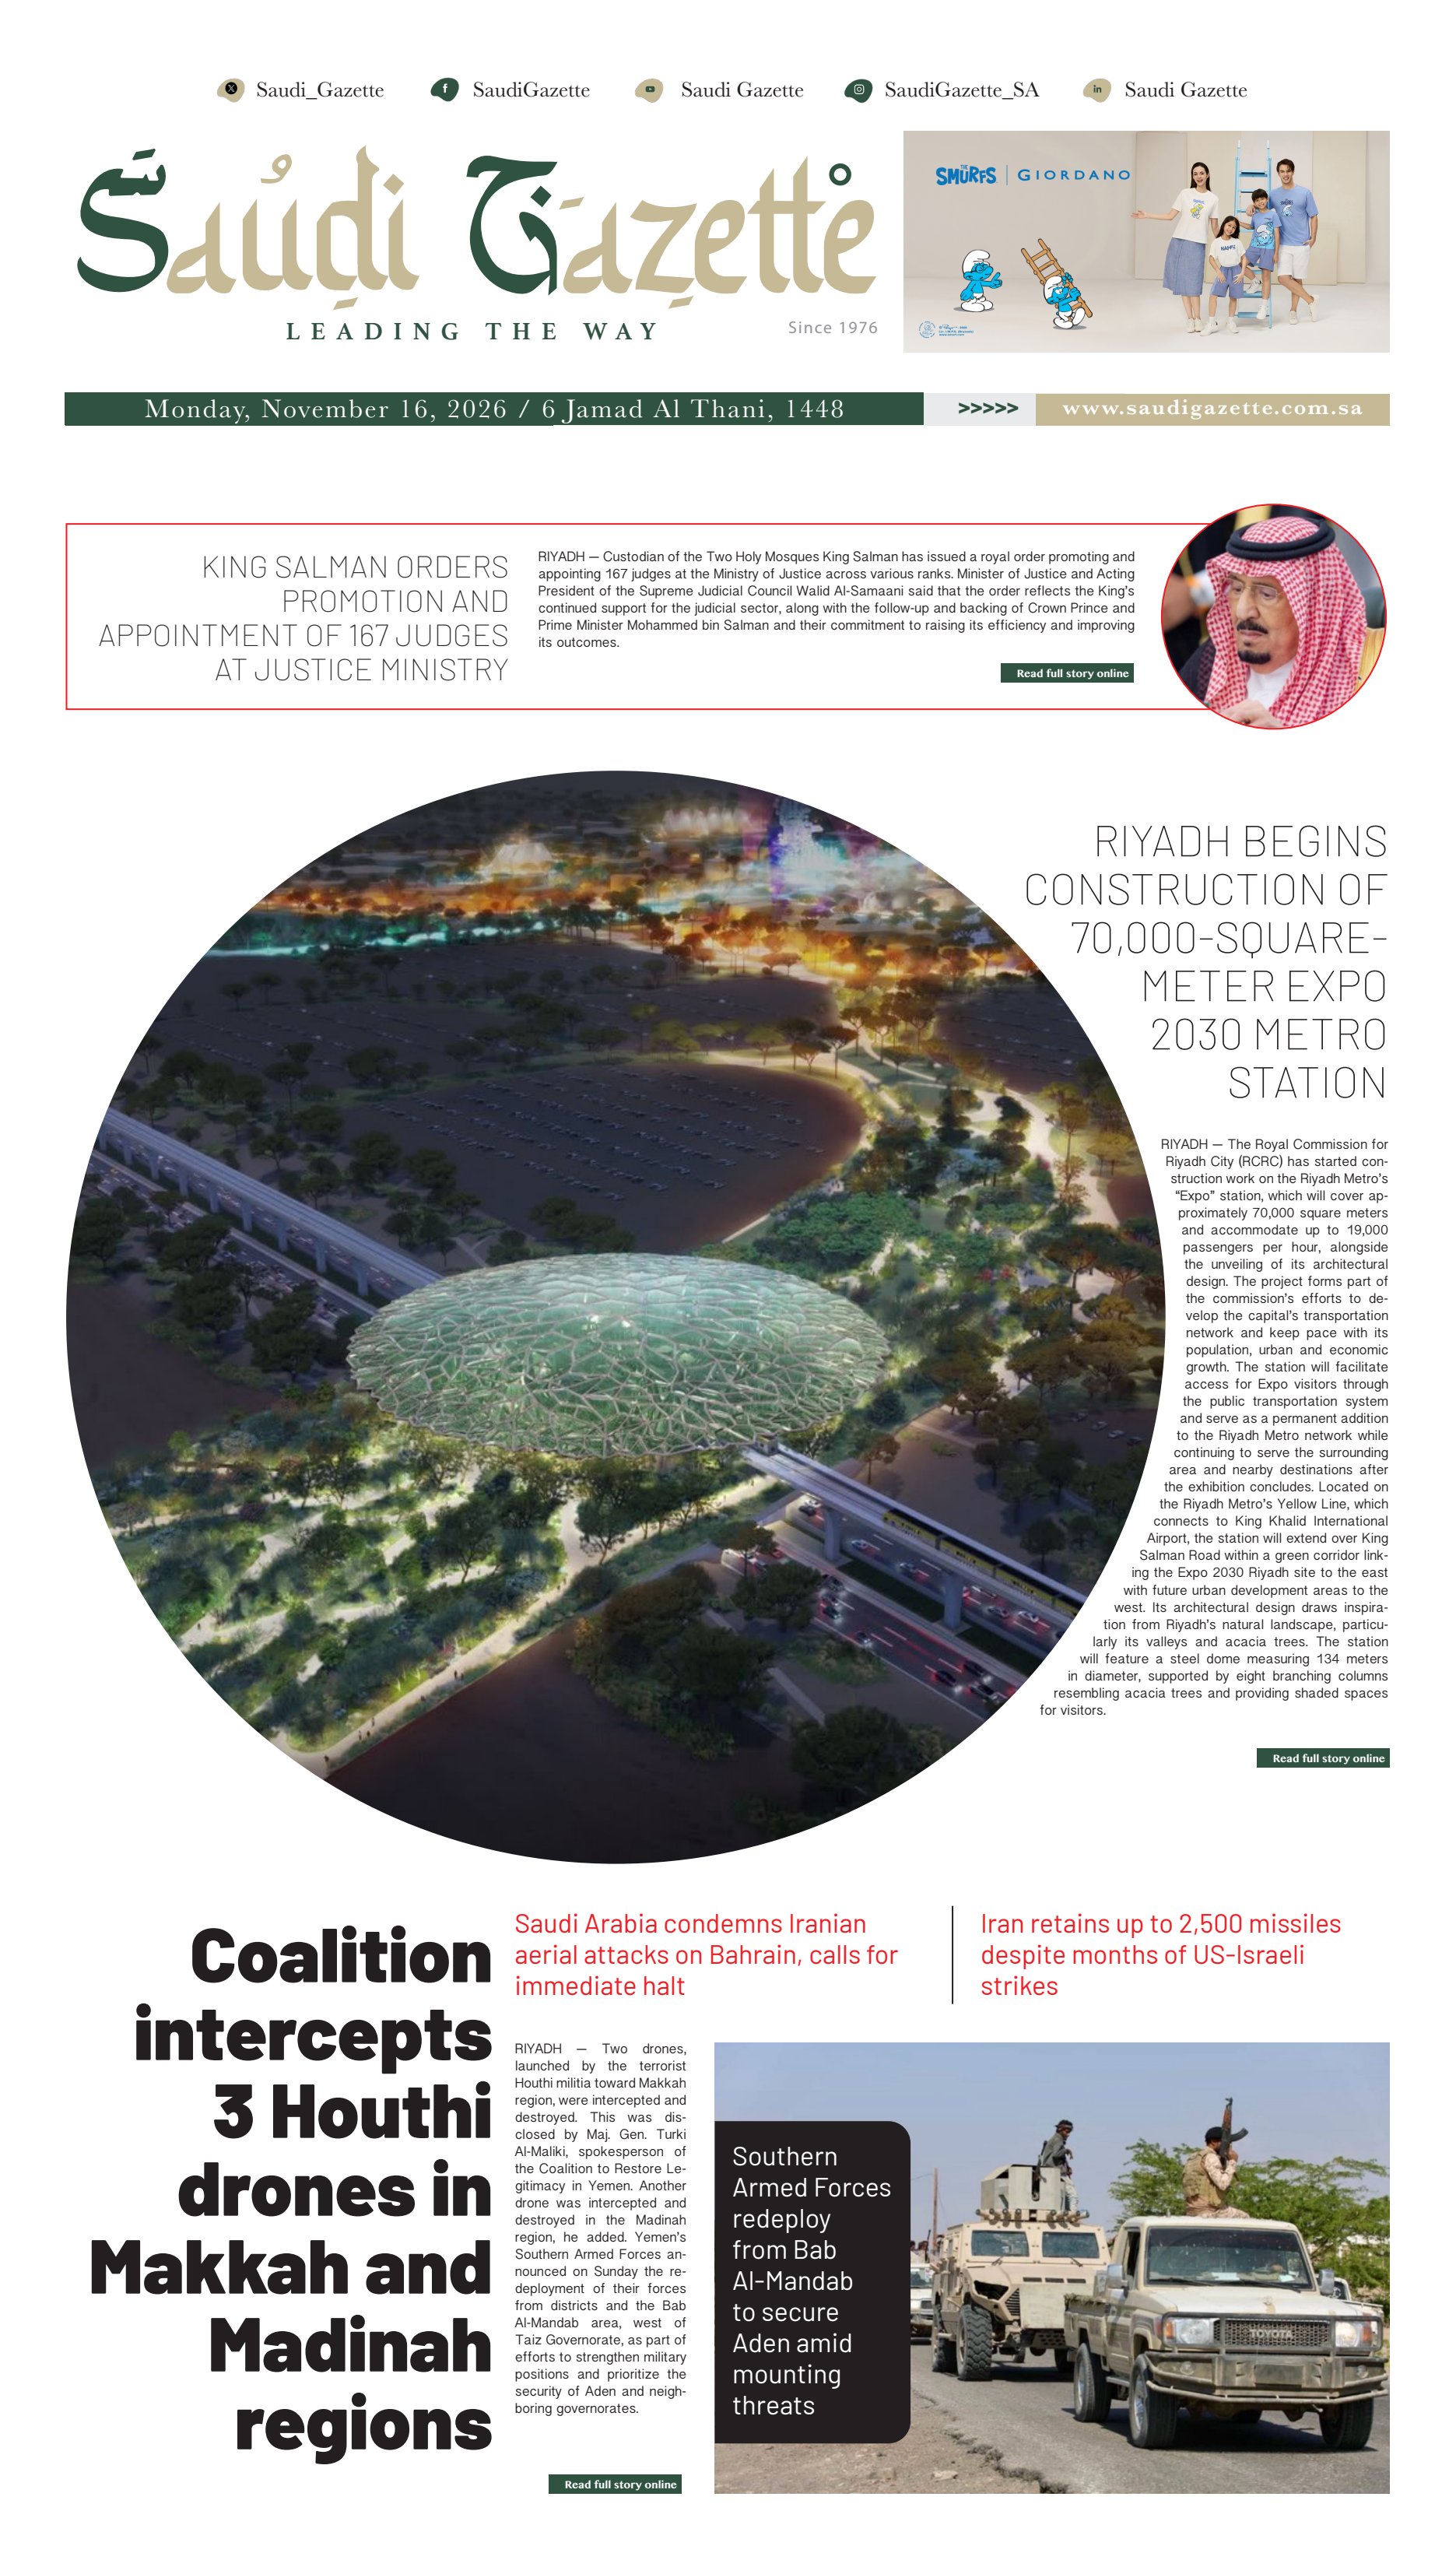 Saudi_Gazette
SaudiGazette
Saudi Gazette
SaudiGazette_SA
Saudi Gazette
Saudi Gazette
LEADING THE WAY
Since 1976
THE SMURFS | GIORDANO
Monday, November 16, 2026 / 6 Jamad Al Thani, 1448
>>>>>
www.saudigazette.com.sa
KING SALMAN ORDERS
PROMOTION AND
APPOINTMENT OF 167 JUDGES
AT JUSTICE MINISTRY
RIYADH — Custodian of the Two Holy Mosques King Salman has issued a royal order promoting and
appointing 167 judges at the Ministry of Justice across various ranks. Minister of Justice and Acting
President of the Supreme Judicial Council Walid Al-Samaani said that the order reflects the King's
continued support for the judicial sector, along with the follow-up and backing of Crown Prince and
Prime Minister Mohammed bin Salman and their commitment to raising its efficiency and improving
its outcomes.
Read full story online
RIYADH BEGINS
CONSTRUCTION OF
70,000-SQUARE-
METER EXPO
2030 METRO
STATION
RIYADH — The Royal Commission for
Riyadh City (RCRC) has started con-
struction work on the Riyadh Metro's
"Expo" station, which will cover ap-
proximately 70,000 square meters
and accommodate up to 19,000
passengers per hour, alongside
the unveiling of its architectural
design. The project forms part of
the commission's efforts to de-
velop the capital's transportation
network and keep pace with its
population, urban and economic
growth. The station will facilitate
access for Expo visitors through
the public transportation system
and serve as a permanent addition
to the Riyadh Metro network while
continuing to serve the surrounding
area and nearby destinations after
the exhibition concludes. Located on
the Riyadh Metro's Yellow Line, which
connects to King Khalid International
Airport, the station will extend over King
Salman Road within a green corridor link-
ing the Expo 2030 Riyadh site to the east
with future urban development areas to the
west. Its architectural design draws inspira-
tion from Riyadh's natural landscape, particu-
larly its valleys and acacia trees. The station
will feature a steel dome measuring 134 meters
in diameter, supported by eight branching columns
resembling acacia trees and providing shaded spaces
for visitors.
Read full story online
Coalition
intercepts
3 Houthi
drones in
Makkah and
Madinah
regions
Saudi Arabia condemns Iranian
aerial attacks on Bahrain, calls for
immediate halt
Iran retains up to 2,500 missiles
despite months of US-Israeli
strikes
RIYADH — Two drones,
launched by the terrorist
Houthi militia toward Makkah
region, were intercepted and
destroyed. This was dis-
closed by Maj. Gen. Turki
Al-Maliki, spokesperson of
the Coalition to Restore Le-
gitimacy in Yemen. Another
drone was intercepted and
destroyed in the Madinah
region, he added. Yemen's
Southern Armed Forces an-
nounced on Sunday the re-
deployment of their forces
from districts and the Bab
Al-Mandab area, west of
Taiz Governorate, as part of
efforts to strengthen military
positions and prioritize the
security of Aden and neigh-
boring governorates.
Read full story online
Southern
Armed Forces
redeploy
from Bab
Al-Mandab
to secure
Aden amid
mounting
threats
TOYOTA